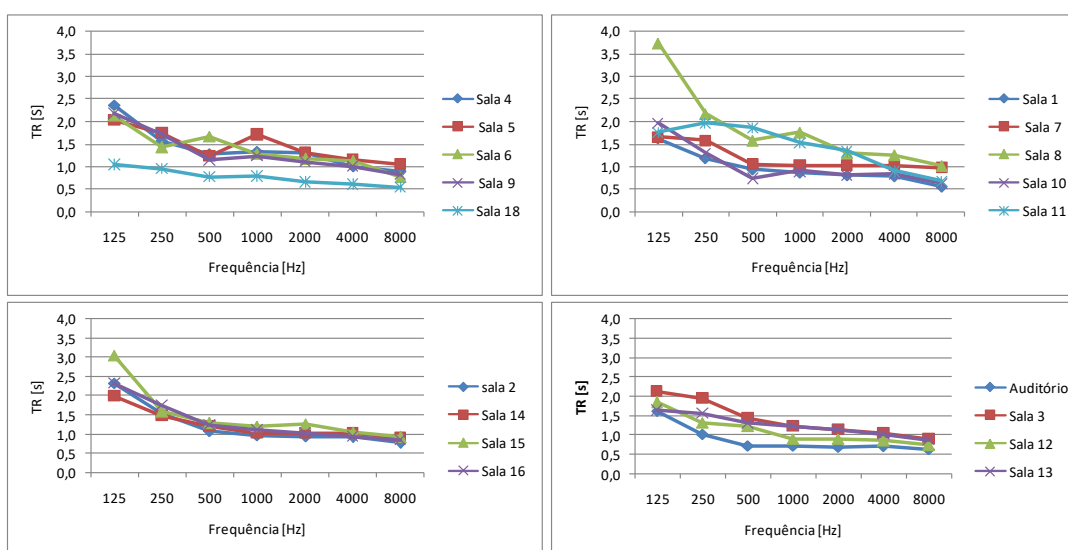 4,0
3,5
3,0
2,5
2,0
1,5
1,0
0,5
0,0
TR [S]
125 250 500 1000 2000 4000 8000
Frequência [Hz]
Sala 4
Sala 5
Sala 6
Sala 9
Sala 18
4,0
3,5
3,0
2,5
2,0
1,5
1,0
0,5
0,0
TR [s]
125 250 500 1000 2000 4000 8000
Frequência [Hz]
Sala 1
Sala 7
Sala 8
Sala 10
Sala 11
4,0
3,5
3,0
2,5
2,0
1,5
1,0
0,5
0,0
TR [s]
125 250 500 1000 2000 4000 8000
Frequência [Hz]
sala 2
Sala 14
Sala 15
Sala 16
4,0
3,5
3,0
2,5
2,0
1,5
1,0
0,5
0,0
TR [s]
125 250 500 1000 2000 4000 8000
Frequência [Hz]
Auditório
Sala 3
Sala 12
Sala 13